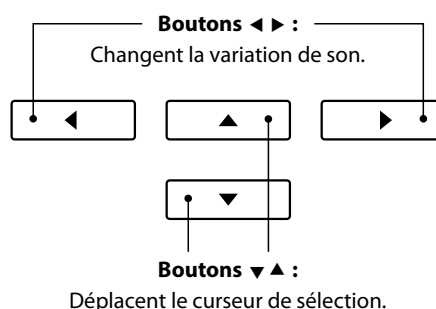 Boutons ◀ ▶ :
Changent la variation de son.
Boutons ▼ ▲ :
Déplacent le curseur de sélection.